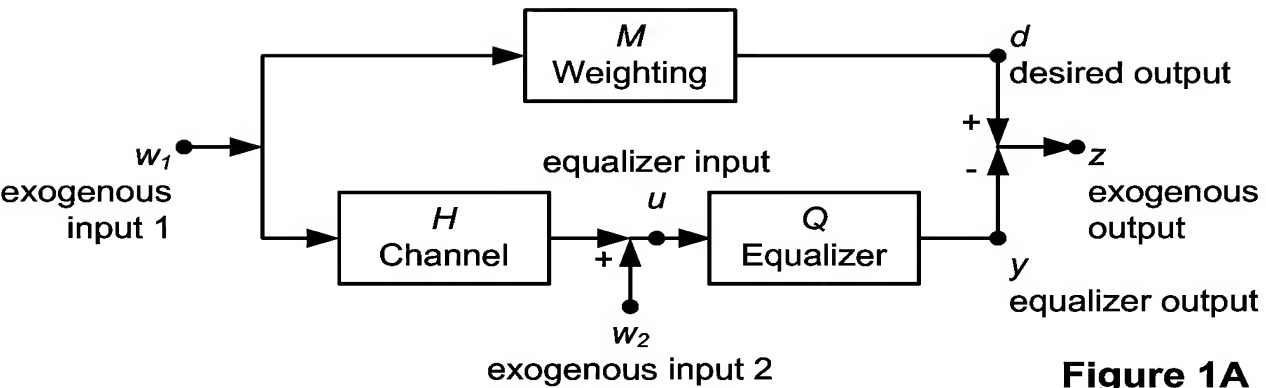 M
Weighting
d
desired output
+
w1
exogenous
input 1
equalizer input
u
-
z
exogenous
output
H
Channel
+
Q
Equalizer
y
equalizer output
w2
exogenous input 2
Figure 1A